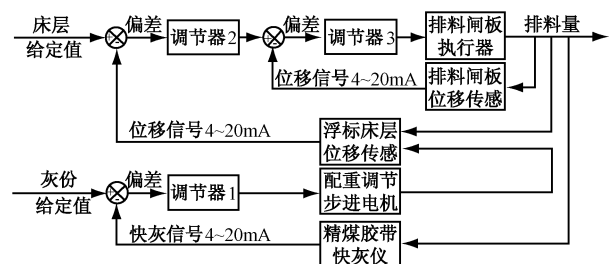 床层
给定值
偏差
调节器2
偏差
调节器3
排料闸板
执行器
排料量
位移信号4~20mA
排料闸板
位移传感
位移信号4~20mA
浮标床层
位移传感
灰份
给定值
偏差
调节器1
配重调节
步进电机
快灰信号4~20mA
精煤胶带
快灰仪